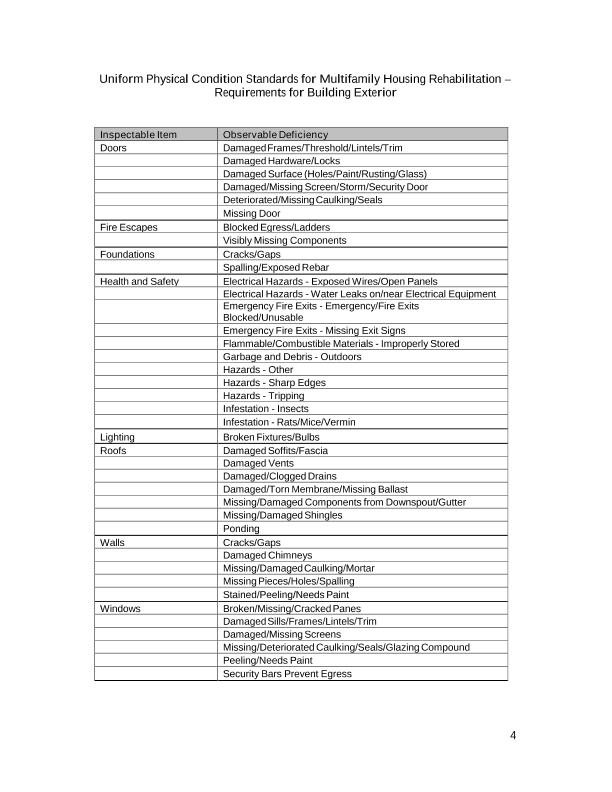 Uniform Physical Condition Standards for Multifamily Housing Rehabilitation –
Requirements for Building Exterior
Inspectable Item Observable Deficiency
Doors Damaged Frames/Threshold/Lintels/Trim
Damaged Hardware/Locks
Damaged Surface (Holes/Paint/Rusting/Glass)
Damaged/Missing Screen/Storm/Security Door
Deteriorated/Missing Caulking/Seals
Missing Door
Fire Escapes Blocked Egress/Ladders
Visibly Missing Components
Foundations Cracks/Gaps
Spalling/Exposed Rebar
Health and Safety Electrical Hazards - Exposed Wires/Open Panels
Electrical Hazards - Water Leaks on/near Electrical Equipment
Emergency Fire Exits - Emergency/Fire Exits
Blocked/Unusable
Emergency Fire Exits - Missing Exit Signs
Flammable/Combustible Materials - Improperly Stored
Garbage and Debris - Outdoors
Hazards - Other
Hazards - Sharp Edges
Hazards - Tripping
Infestation - Insects
Infestation - Rats/Mice/Vermin
Lighting Broken Fixtures/Bulbs
Roofs Damaged Soffits/Fascia
Damaged Vents
Damaged/Clogged Drains
Damaged/Torn Membrane/Missing Ballast
Missing/Damaged Components from Downspout/Gutter
Missing/Damaged Shingles
Ponding
Walls Cracks/Gaps
Damaged Chimneys
Missing/Damaged Caulking/Mortar
Missing Pieces/Holes/Spalling
Stained/Peeling/Needs Paint
Windows Broken/Missing/Cracked Panes
Damaged Sills/Frames/Lintels/Trim
Damaged/Missing Screens
Missing/Deteriorated Caulking/Seals/Glazing Compound
Peeling/Needs Paint
Security Bars Prevent Egress
4